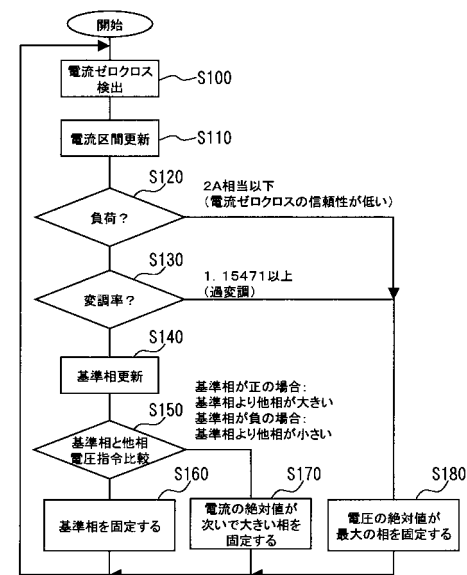 開始
電流ゼロクロス
検出
S100
電流区間更新
S110
S120
負荷？
2A相当以下
（電流ゼロクロスの信頼性が低い）
S130
変調率？
1．15471以上
（過変調）
S140
基準相更新
S150
基準相と他相
電圧指令比較
基準相が正の場合：
基準相より他相が大きい
基準相が負の場合：
基準相より他相が小さい
S160
基準相を固定する
S170
電流の絶対値が
次いで大きい相を
固定する
S180
電圧の絶対値が
最大の相を固定する